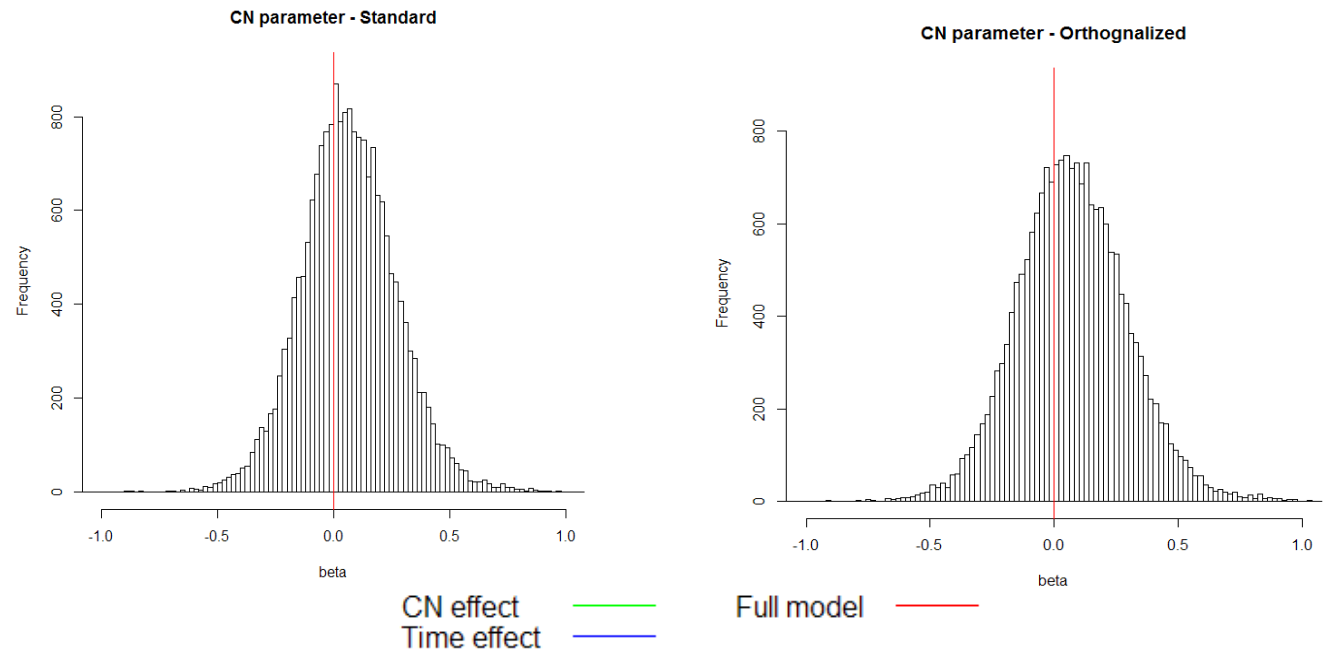 CN parameter - Standard
800
600
400
200
0
Frequency
-1.0 -0.5 0.0 0.5 1.0
beta
CN parameter - Orthognalized
800
600
400
200
0
Frequency
-1.0 -0.5 0.0 0.5 1.0
beta
CN effect Full model
Time effect